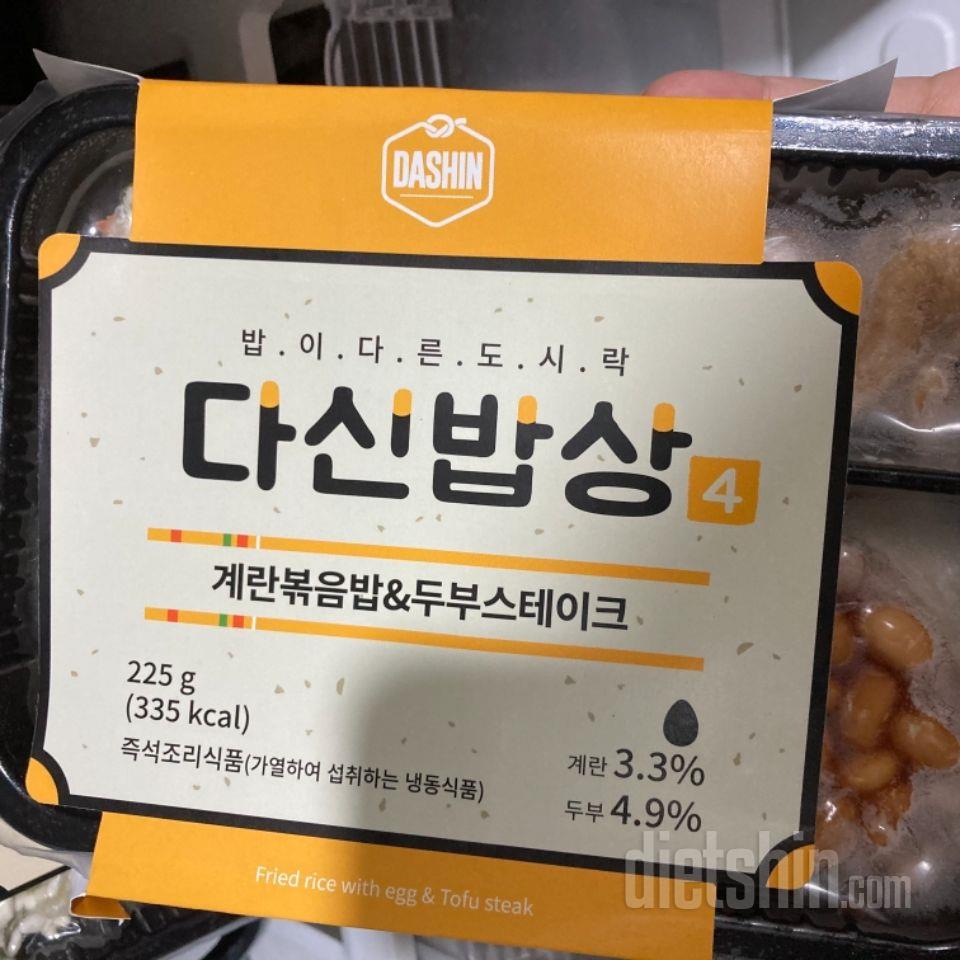 DASHIN
밥.이.다.른.도.시.락
다신밥상 4
계란볶음밥&두부스테이크
225 g
(335 kcal)
즉석조리식품(가열하여 섭취하는 냉동식품)
계란 3.3%
두부 4.9%
Fried rice with egg & Tofu steak
dietshin.com